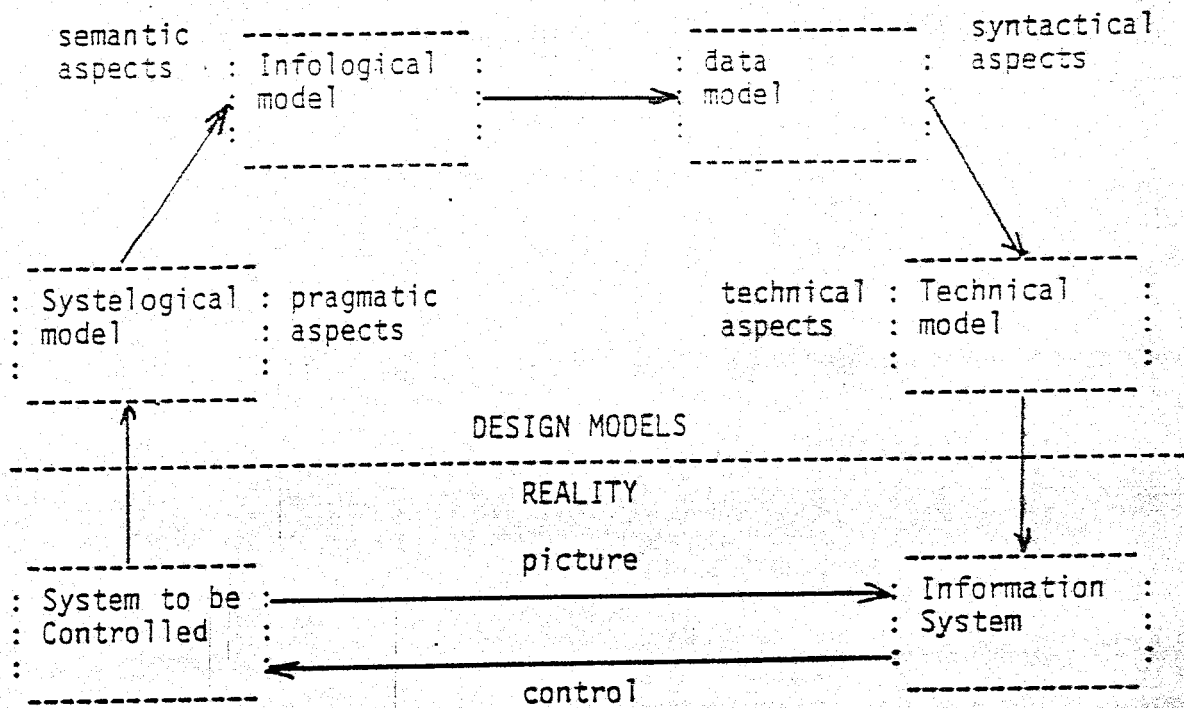 semantic
aspects
Infological
model
data
model
syntactical
aspects
Systelogical
model
pragmatic
aspects
technical
aspects
Technical
model
DESIGN MODELS
REALITY
picture
System to be
Controlled
Information
System
control